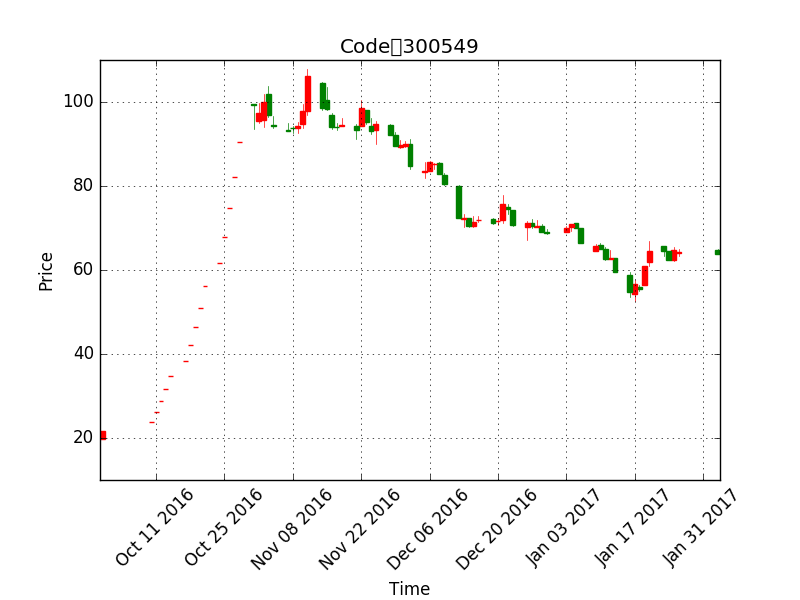 Code▯300549
Price
100
80
60
40
20
Oct 11 2016
Oct 25 2016
Nov 08 2016
Nov 22 2016
Dec 06 2016
Dec 20 2016
Jan 03 2017
Jan 17 2017
Jan 31 2017
Time